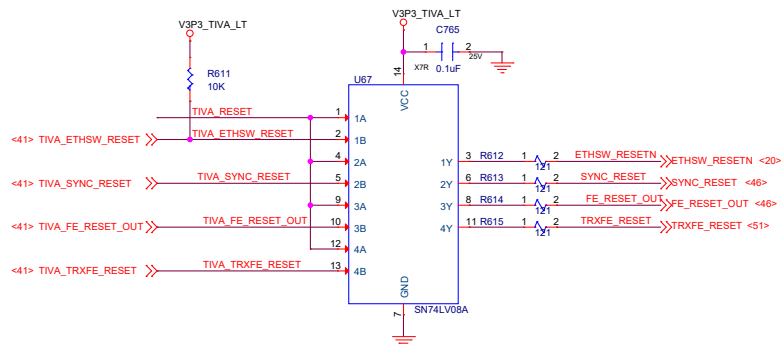 V3P3_TIVA_LT
V3P3_TIVA_LT
C765
1 2
R611
10K
X7R 0.1uF 25V
14
U67
VCC
TIVA_RESET 1 1A
<41> TIVA_ETHSW_RESET TIVA_ETHSW_RESET 2 1B
4 2A 1Y 3 R612 1 2 121 ETHSW_RESETN ETHSW_RESETN <20>
<41> TIVA_SYNC_RESET TIVA_SYNC_RESET 5 2B 2Y 6 R613 1 2 121 SYNC_RESET SYNC_RESET <46>
9 3A 3Y 8 R614 1 2 121 FE_RESET_OUT FE_RESET_OUT <46>
<41> TIVA_FE_RESET_OUT TIVA_FE_RESET_OUT 10 3B 4Y 11 R615 1 2 121 TRXFE_RESET TRXFE_RESET <51>
12 4A
<41> TIVA_TRXFE_RESET TIVA_TRXFE_RESET 13 4B
GND
7
SN74LV08A